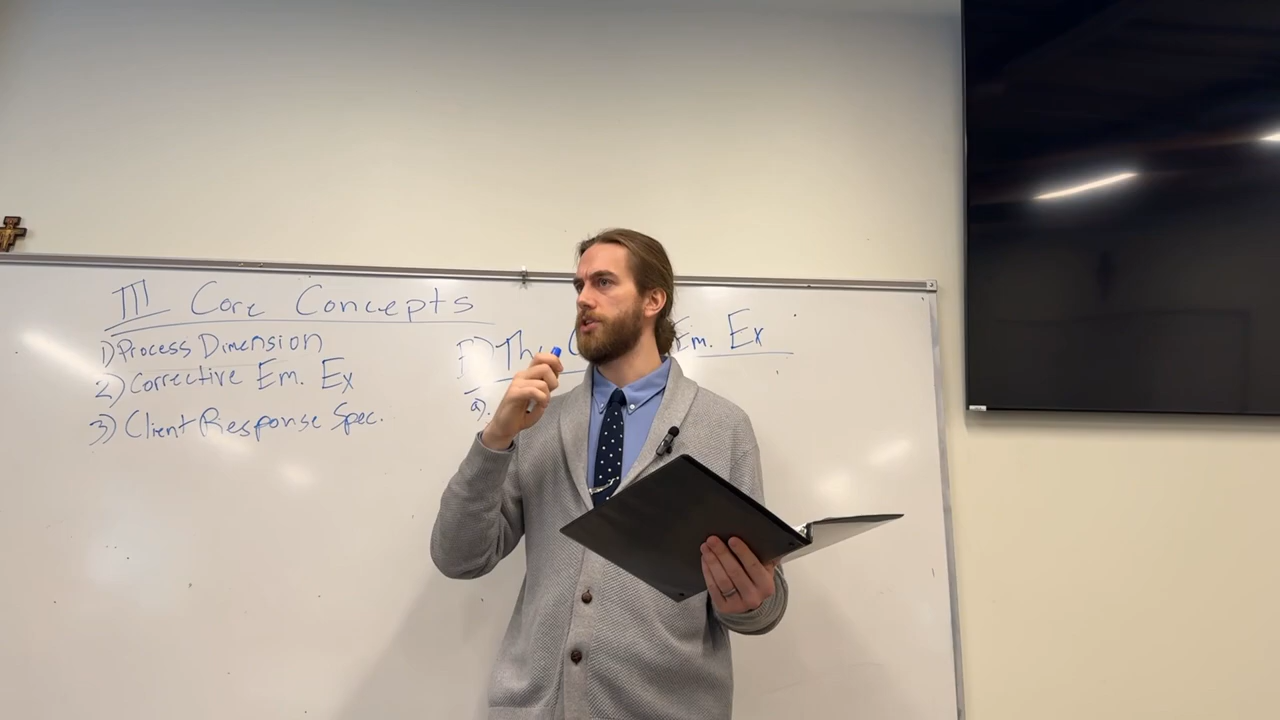 III Core Concepts
1) Process Dimension
2) Corrective Em. Ex
3) Client Response Spec.
Em. Ex
a).